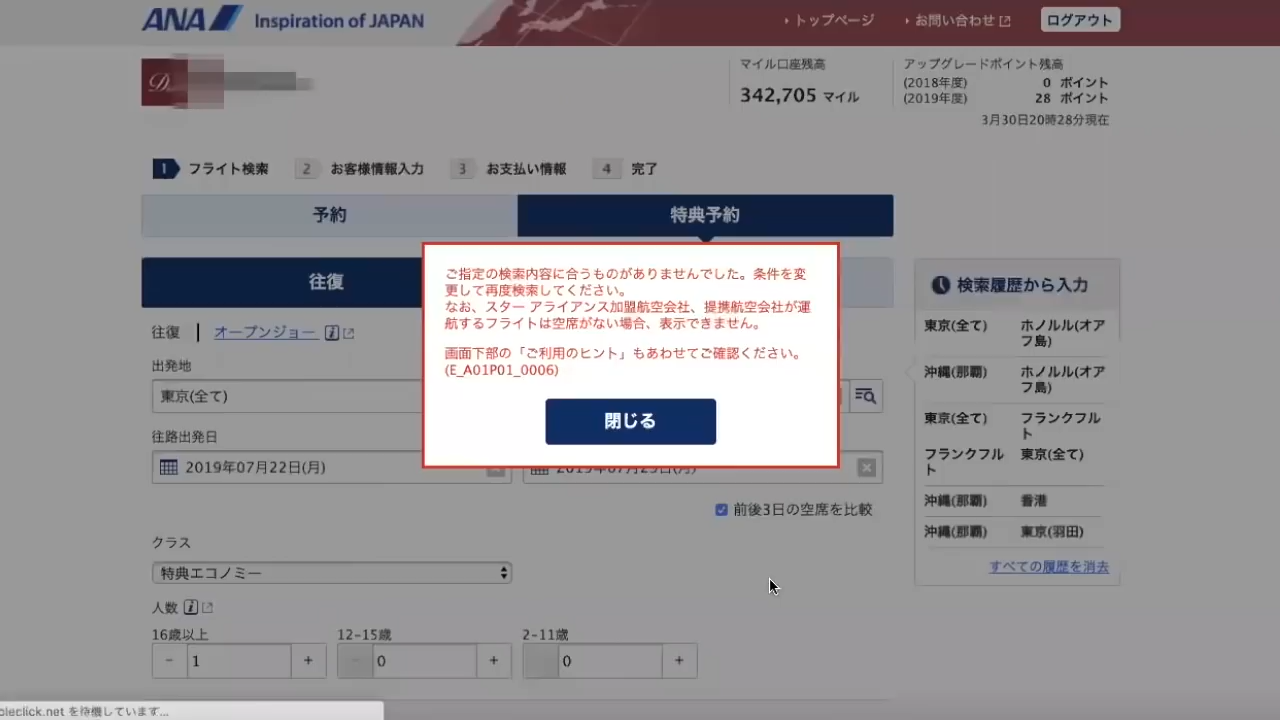 ANA Inspiration of JAPAN
トップページ
お問い合わせ
ログアウト
マイル口座残高
342,705 マイル
アップグレードポイント残高
(2018年度) 0 ポイント
(2019年度) 28 ポイント
3月30日20時28分現在
1 フライト検索 2 お客様情報入力 3 お支払い情報 4 完了
予約
特典予約
往復
ご指定の検索内容に合うものがありませんでした。条件を変
更して再度検索してください。
なお、スター アライアンス加盟航空会社、提携航空会社が運
航するフライトは空席がない場合、表示できません。
画面下部の「ご利用のヒント」もあわせてご確認ください。
(E_A01P01_0006)
閉じる
往復 | オープンジョー
出発地
東京(全て)
往路出発日
2019年07月22日(月)
前後3日の空席を比較
クラス
特典エコノミー
人数
16歳以上 12-15歳 2-11歳
- 1 + - 0 + 0 +
検索履歴から入力
東京(全て) ホノルル(オア
フ島)
沖縄(那覇) ホノルル(オア
フ島)
東京(全て) フランクフル
ト
フランクフル 東京(全て)
ト
沖縄(那覇) 香港
沖縄(那覇) 東京(羽田)
すべての履歴を消去
bleclick.net を待機しています...